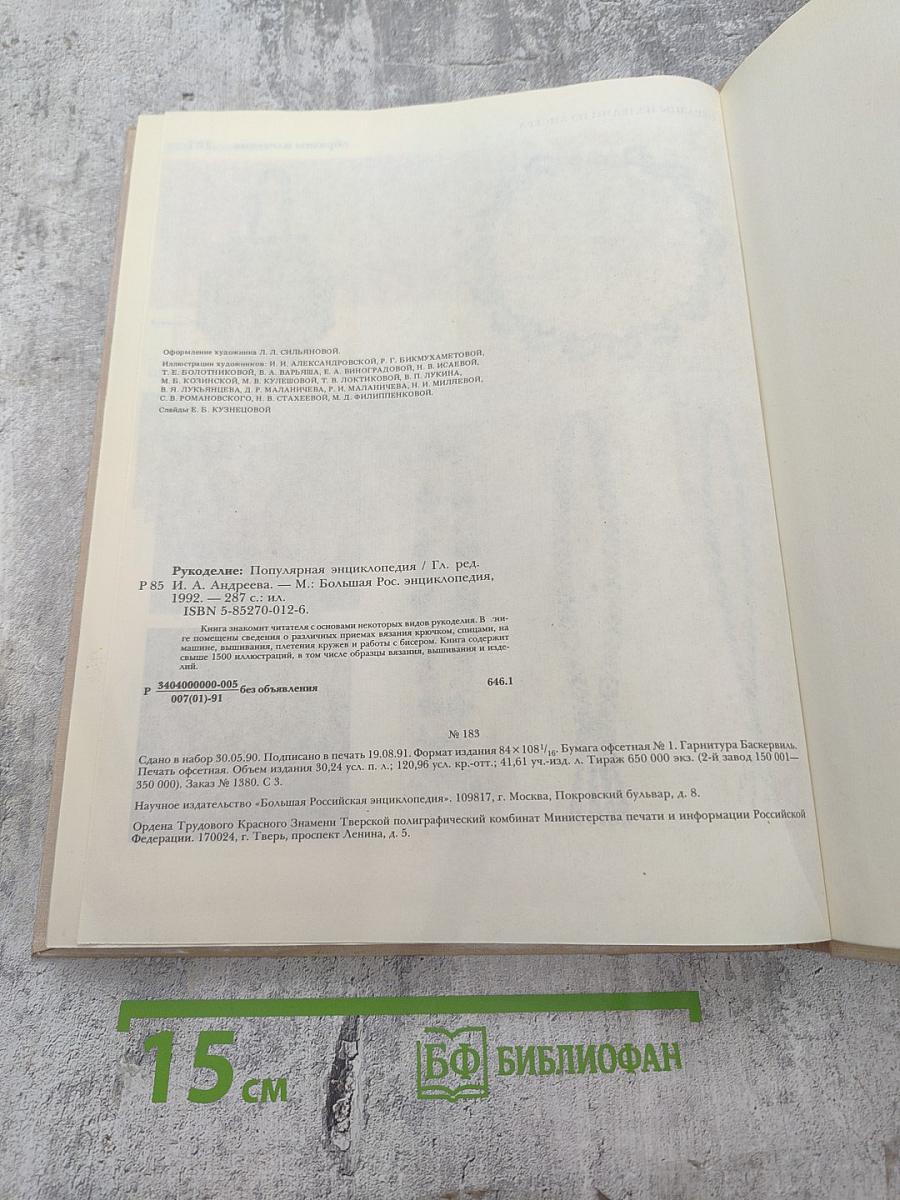 Оформление художника Л. Л. СИЛЬЯНОВОЙ.
Иллюстрации художников: И. И. АЛЕКСАНДРОВСКОЙ, Р. Г. БИКМУХАМЕТОВОЙ,
Т. Е. БОЛОТНИКОВОЙ, В. А. ВАРЬЯША, Е. А. ВИНОГРАДОВОЙ, Н. В. ИСАЕВОЙ,
М. Б. КОЗИНСКОЙ, М. В. КУЛЕШОВОЙ, Т. В. ЛОКТИКОВОЙ, В. П. ЛУКИНА,
В. Я. ЛУКЬЯНЦЕВА, Д. Р. МАЛАНИЧЕВА, Р. И. МАЛАНИЧЕВА, Н. И. МИЛЯЕВОЙ,
С. В. РОМАНОВСКОГО, Н. В. СТАХЕЕВОЙ, М. Д. ФИЛИППЕНКОВОЙ.
Слайды Е. Б. КУЗНЕЦОВОЙ
Рукоделие: Популярная энциклопедия / Гл. ред.
Р 85 И. А. Андреева. — М.: Большая Рос. энциклопедия,
1992. — 287 с.: ил.
ISBN 5-85270-012-6.
Книга знакомит читателя с основами некоторых видов рукоделия. В ни-
ге помещены сведения о различных приемах вязания крючком, спицами, на
машине, вышивания, плетения кружев и работы с бисером. Книга содержит
свыше 1500 иллюстраций, в том числе образцы вязания, вышивания и изде-
лий.
Р 3404000000-005 без объявления 646.1
007(01)-91
№ 183
Сдано в набор 30.05.90. Подписано в печать 19.08.91. Формат издания 84×108¹/₁₆. Бумага офсетная № 1. Гарнитура Баскервиль.
Печать офсетная. Объем издания 30,24 усл. п. л.; 120,96 усл. кр.-отт.; 41,61 уч.-изд. л. Тираж 650 000 экз. (2-й завод 150 001—
350 000). Заказ № 1380. С 3.
Научное издательство «Большая Российская энциклопедия». 109817, г. Москва, Покровский бульвар, д. 8.
Ордена Трудового Красного Знамени Тверской полиграфический комбинат Министерства печати и информации Российской
Федерации. 170024, г. Тверь, проспект Ленина, д. 5.
15 см
БФ БИБЛИОФАН